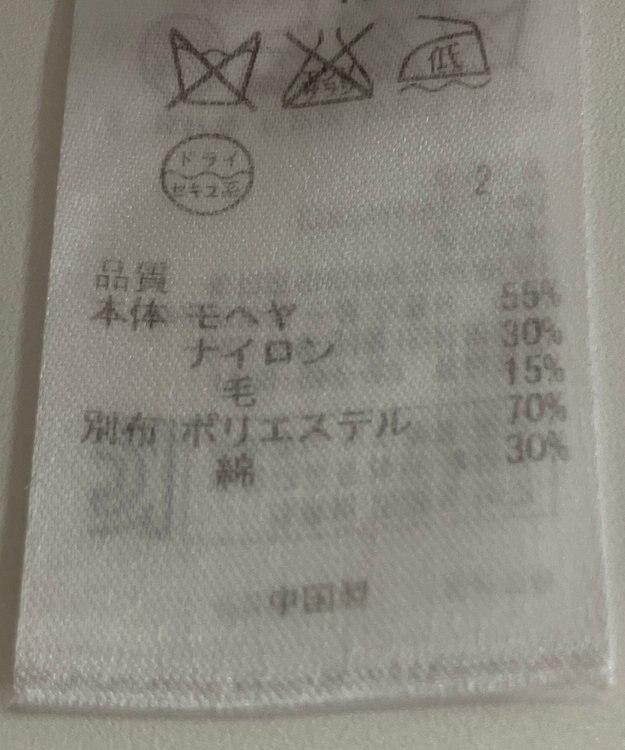 低
ドライ
セキユ系
2
品質
本体 モヘヤ 55%
ナイロン 30%
毛 15%
別布 ポリエステル 70%
綿 30%
中国製